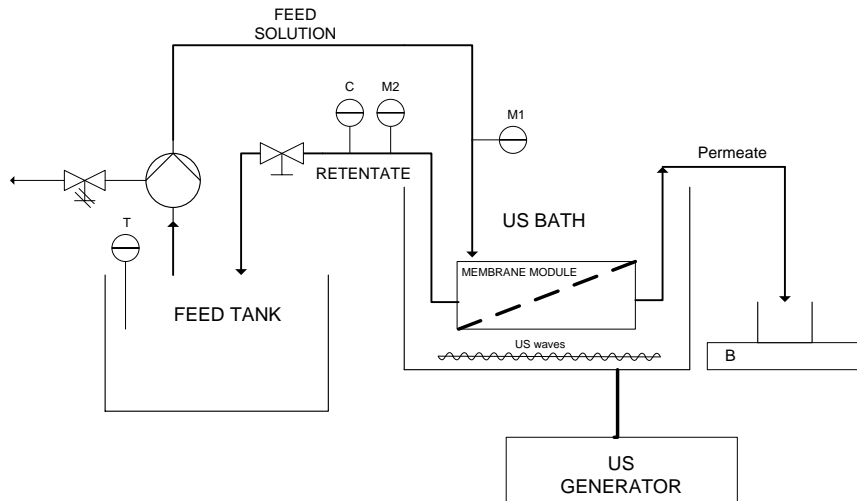 FEED
SOLUTION
C
M2
M1
RETENTATE
Permeate
T
US BATH
MEMBRANE MODULE
FEED TANK
US waves
B
US
GENERATOR